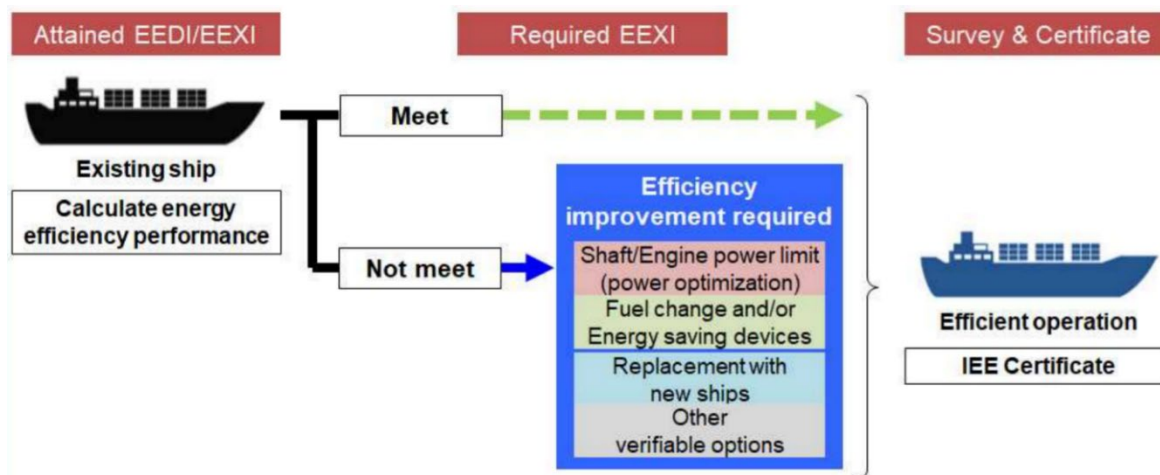 Attained EEDI/EEXI
Required EEXI
Survey & Certificate
Existing ship
Calculate energy
efficiency performance
Meet
Not meet
Efficiency
improvement required
Shaft/Engine power limit
(power optimization)
Fuel change and/or
Energy saving devices
Replacement with
new ships
Other
verifiable options
Efficient operation
IEE Certificate